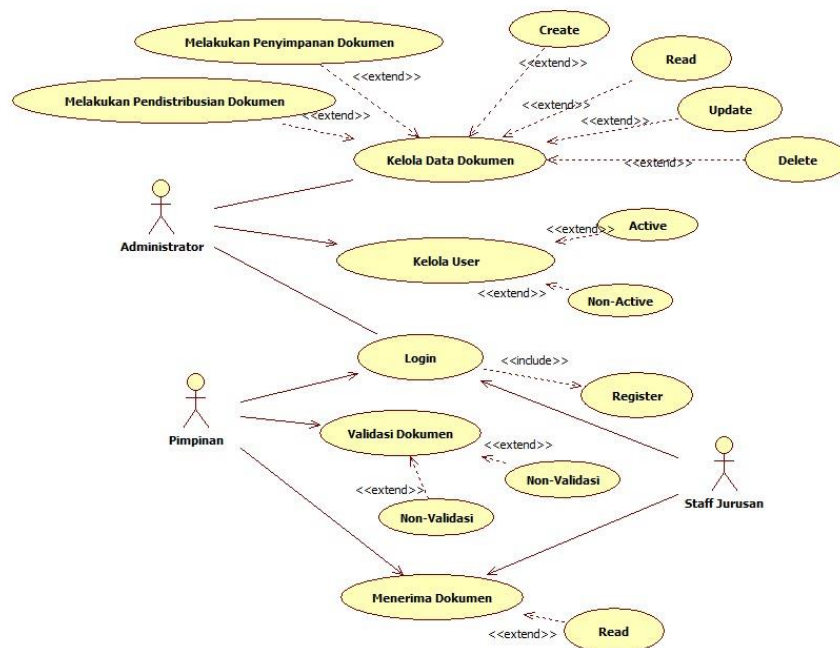 Melakukan Penyimpanan Dokumen
Create
<<extend>>
<<extend>>
Read
Melakukan Pendistribusian Dokumen
<<extend>>
<<extend>>
Update
<<extend>>
Kelola Data Dokumen
<<extend>>
Delete
Administrator
Active
<<extend>>
Kelola User
<<extend>>
Non-Active
Login
<<include>>
Register
Pimpinan
Validasi Dokumen
<<extend>>
Non-Validasi
<<extend>>
Non-Validasi
Staff Jurusan
Menerima Dokumen
<<extend>>
Read